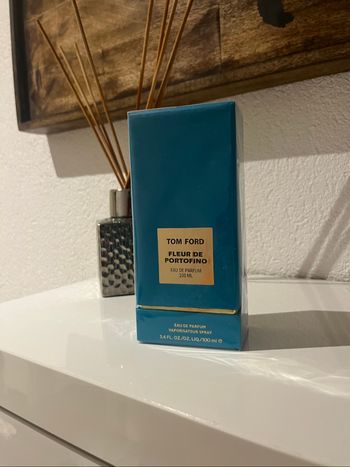 TOM FORD
FLEUR DE
PORTOFINO
EAU DE PARFUM
100 ML
EAU DE PARFUM
VAPORISATEUR SPRAY
3.4 FL.OZ./OZ.LIQ./100 ml ℮